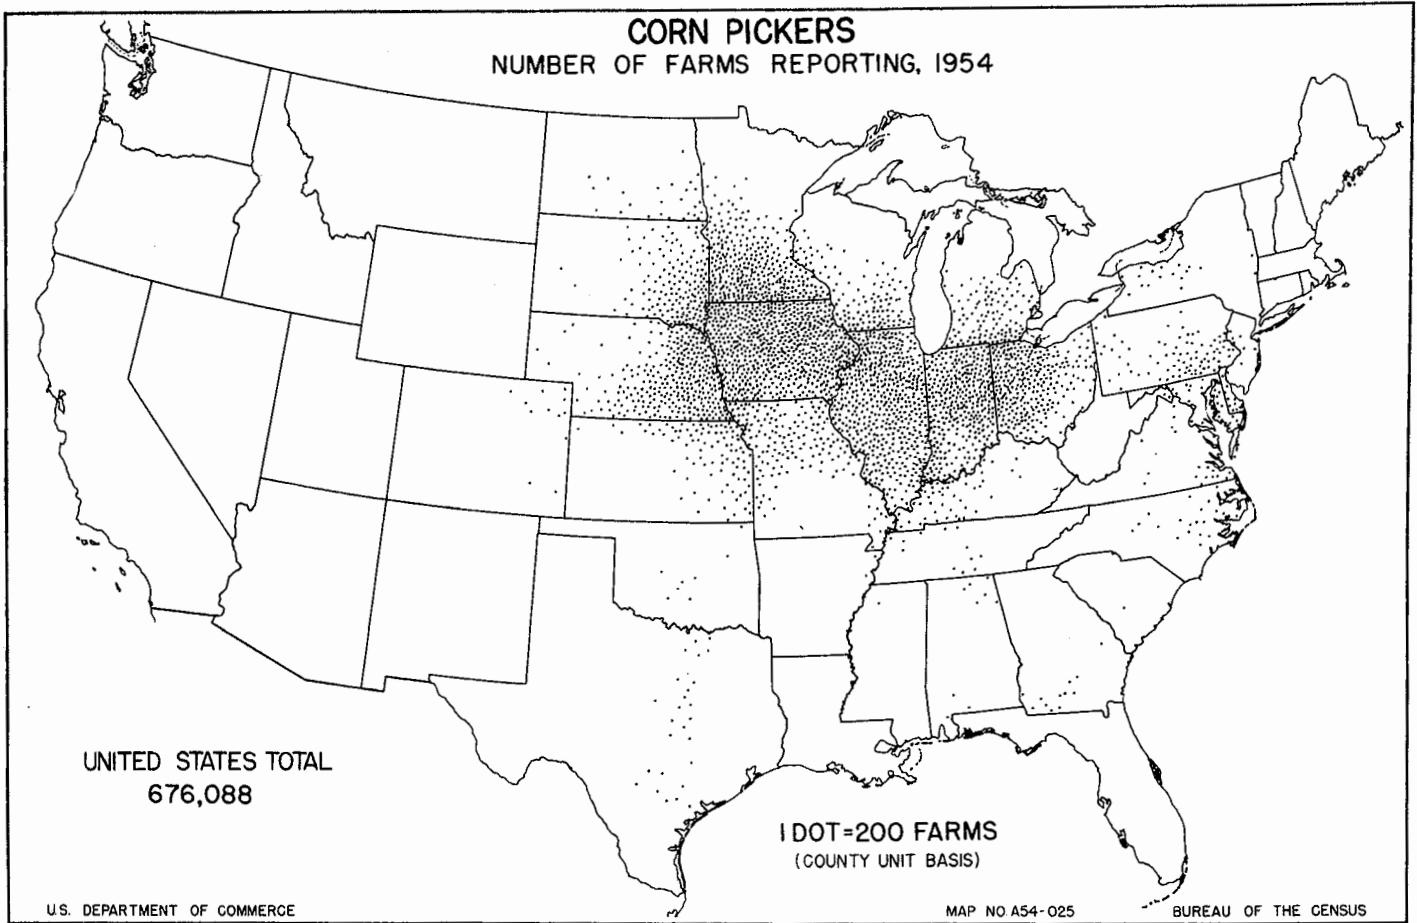 CORN PICKERS
NUMBER OF FARMS REPORTING, 1954
UNITED STATES TOTAL
676,088
1 DOT=200 FARMS
(COUNTY UNIT BASIS)
U.S. DEPARTMENT OF COMMERCE
MAP NO. A54-025
BUREAU OF THE CENSUS